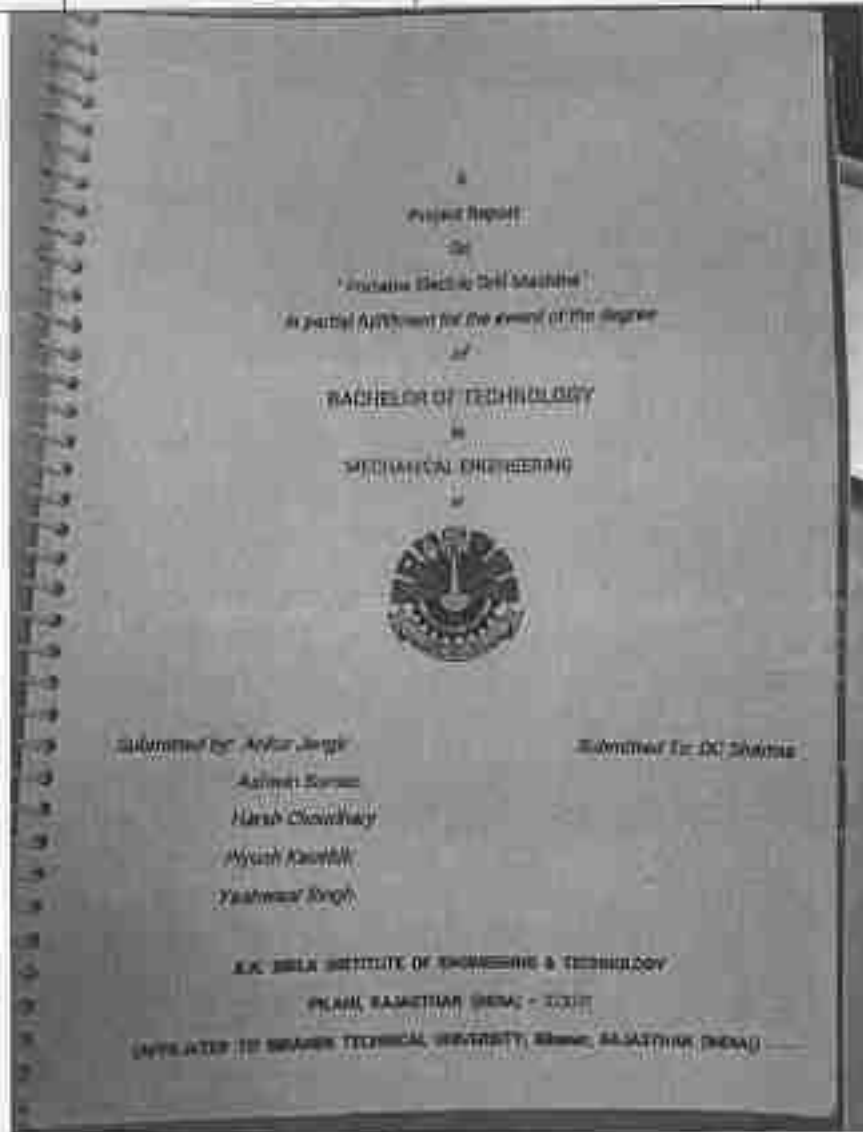 A
Project Report
On
"Portable Electric Drill Machine"
In partial fulfillment for the award of the degree
of
BACHELOR OF TECHNOLOGY
in
MECHANICAL ENGINEERING
Submitted by: Ankur Jangir Submitted To: DC Sharma
Ashwin
Harsh Choudhary
Piyush Kaushik
Yashwant Singh
B.K. BIRLA INSTITUTE OF ENGINEERING & TECHNOLOGY
PILANI, RAJASTHAN (INDIA) -
(AFFILIATED TO BIKANER TECHNICAL UNIVERSITY, Bikaner, RAJASTHAN (INDIA))